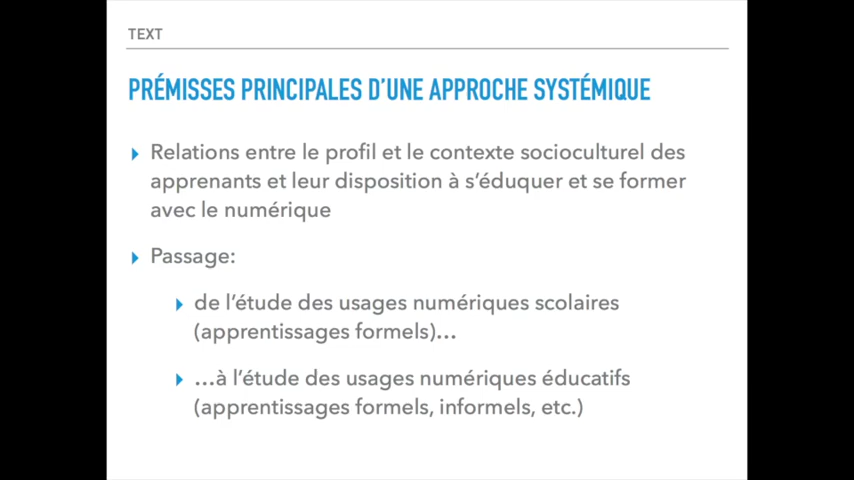 TEXT
PRÉMISSES PRINCIPALES D’UNE APPROCHE SYSTÉMIQUE
Relations entre le profil et le contexte socioculturel des
apprenants et leur disposition à s’éduquer et se former
avec le numérique
Passage:
de l’étude des usages numériques scolaires
(apprentissages formels)…
…à l’étude des usages numériques éducatifs
(apprentissages formels, informels, etc.)